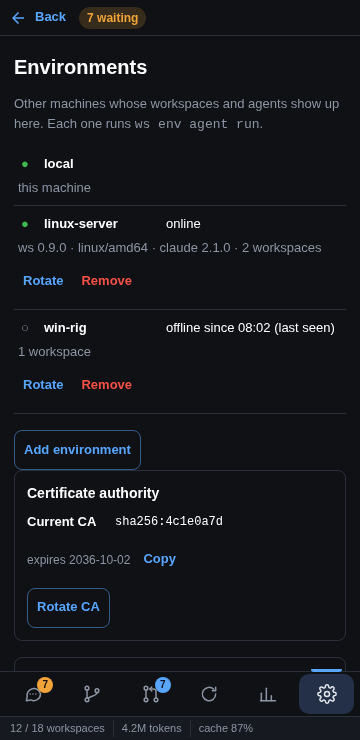 Back 7 waiting
Environments
Other machines whose workspaces and agents show up
here. Each one runs ws env agent run.
local
this machine
linux-server online
ws 0.9.0 · linux/amd64 · claude 2.1.0 · 2 workspaces
Rotate Remove
win-rig offline since 08:02 (last seen)
1 workspace
Rotate Remove
Add environment
Certificate authority
Current CA sha256:4c1e0a7d
expires 2036-10-02 Copy
Rotate CA
7 7
12 / 18 workspaces 4.2M tokens cache 87%